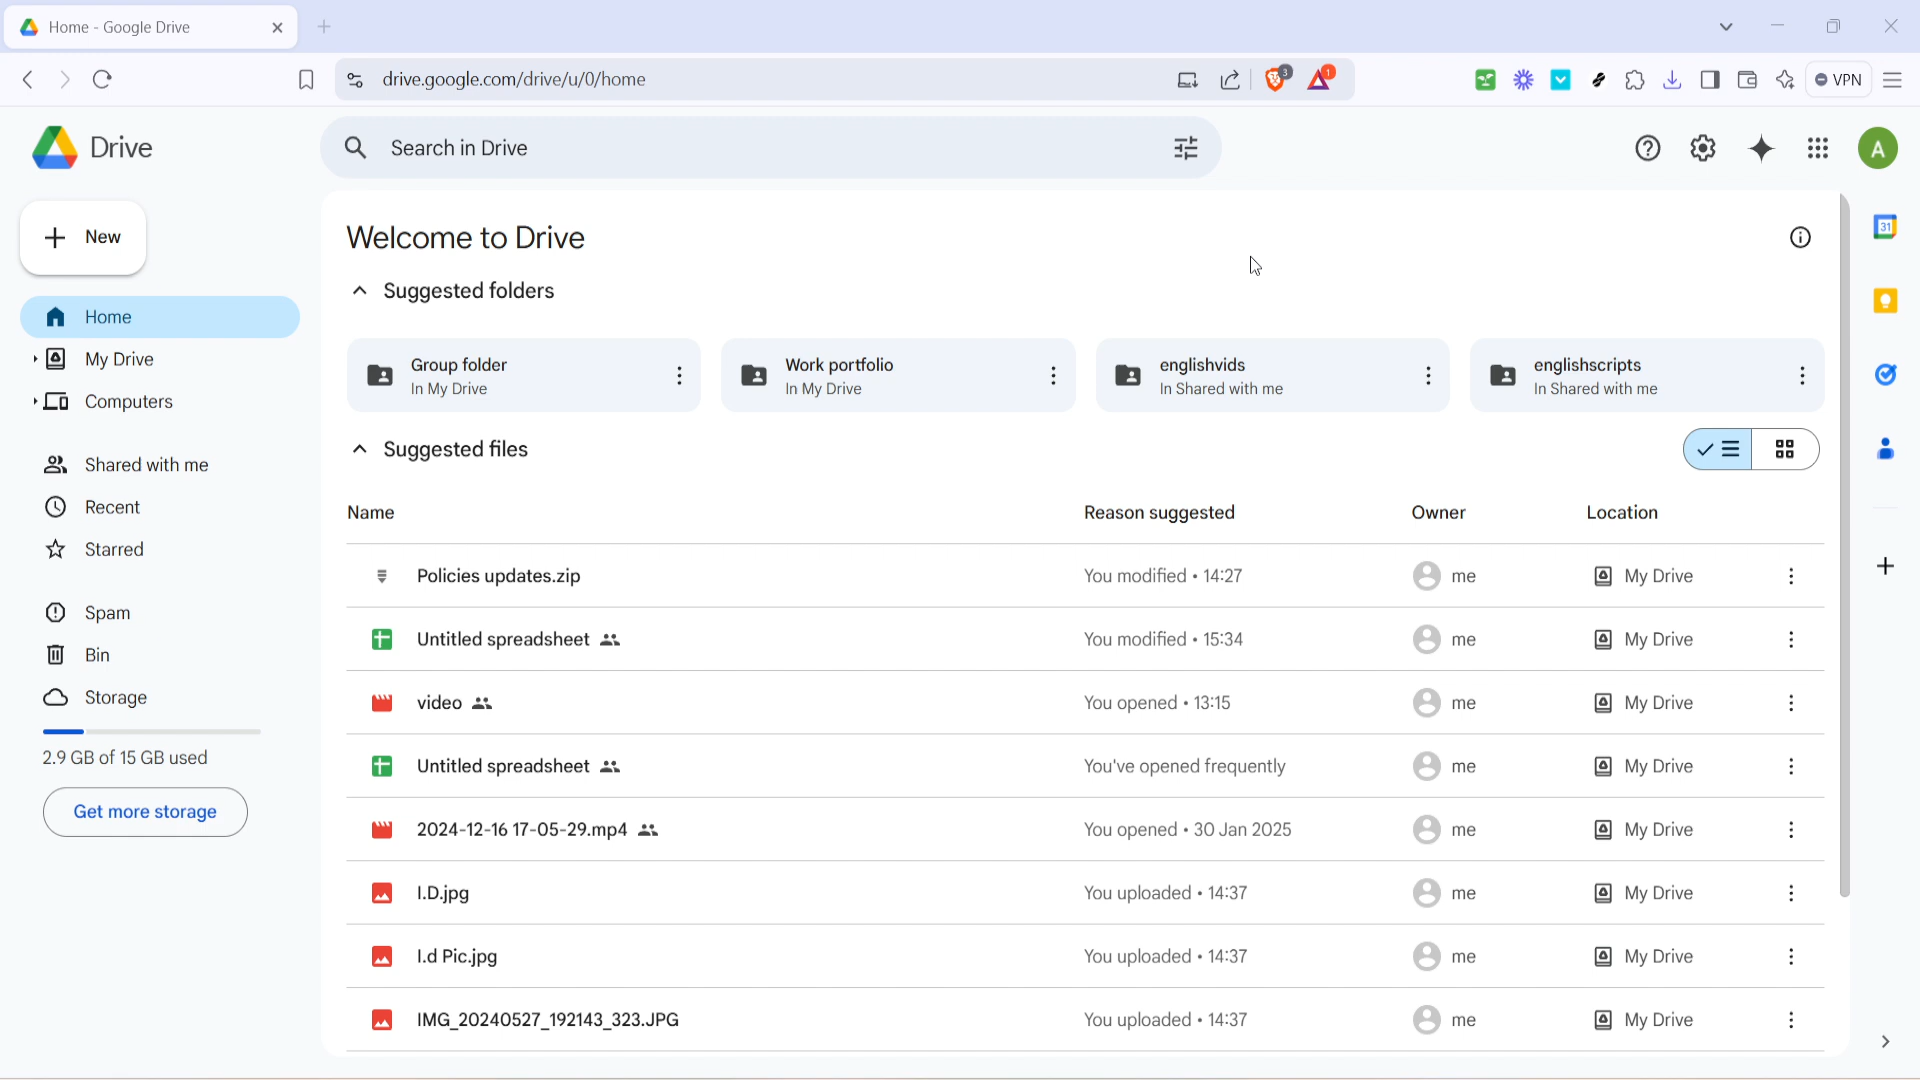 Home - Google Drive
drive.google.com/drive/u/0/home
3
1
VPN
Drive
Search in Drive
A
New
Welcome to Drive
31
Home
Suggested folders
My Drive
Group folder
In My Drive
Work portfolio
In My Drive
englishvids
In Shared with me
englishscripts
In Shared with me
Computers
Suggested files
Shared with me
Recent
Starred
Spam
Bin
Storage
2.9 GB of 15 GB used
Get more storage
Name Reason suggested Owner Location
Policies updates.zip You modified • 14:27 me My Drive
Untitled spreadsheet You modified • 15:34 me My Drive
video You opened • 13:15 me My Drive
Untitled spreadsheet You've opened frequently me My Drive
2024-12-16 17-05-29.mp4 You opened • 30 Jan 2025 me My Drive
I.D.jpg You uploaded • 14:37 me My Drive
I.d Pic.jpg You uploaded • 14:37 me My Drive
IMG_20240527_192143_323.JPG You uploaded • 14:37 me My Drive